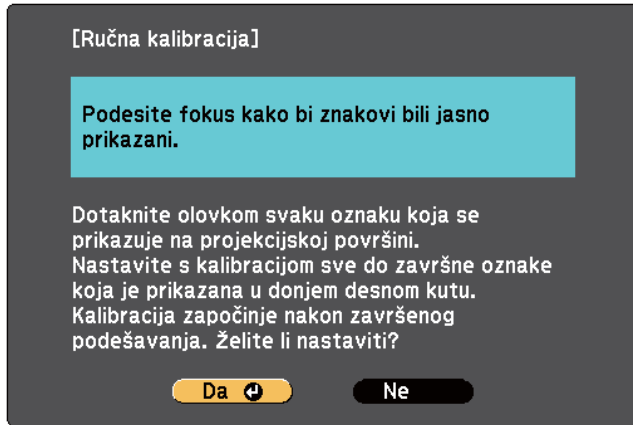 [Ručna kalibracija]
Podesite fokus kako bi znakovi bili jasno
prikazani.
Dotaknite olovkom svaku oznaku koja se
prikazuje na projekcijskoj površini.
Nastavite s kalibracijom sve do završne oznake
koja je prikazana u donjem desnom kutu.
Kalibracija započinje nakon završenog
podešavanja. Želite li nastaviti?
Da
Ne